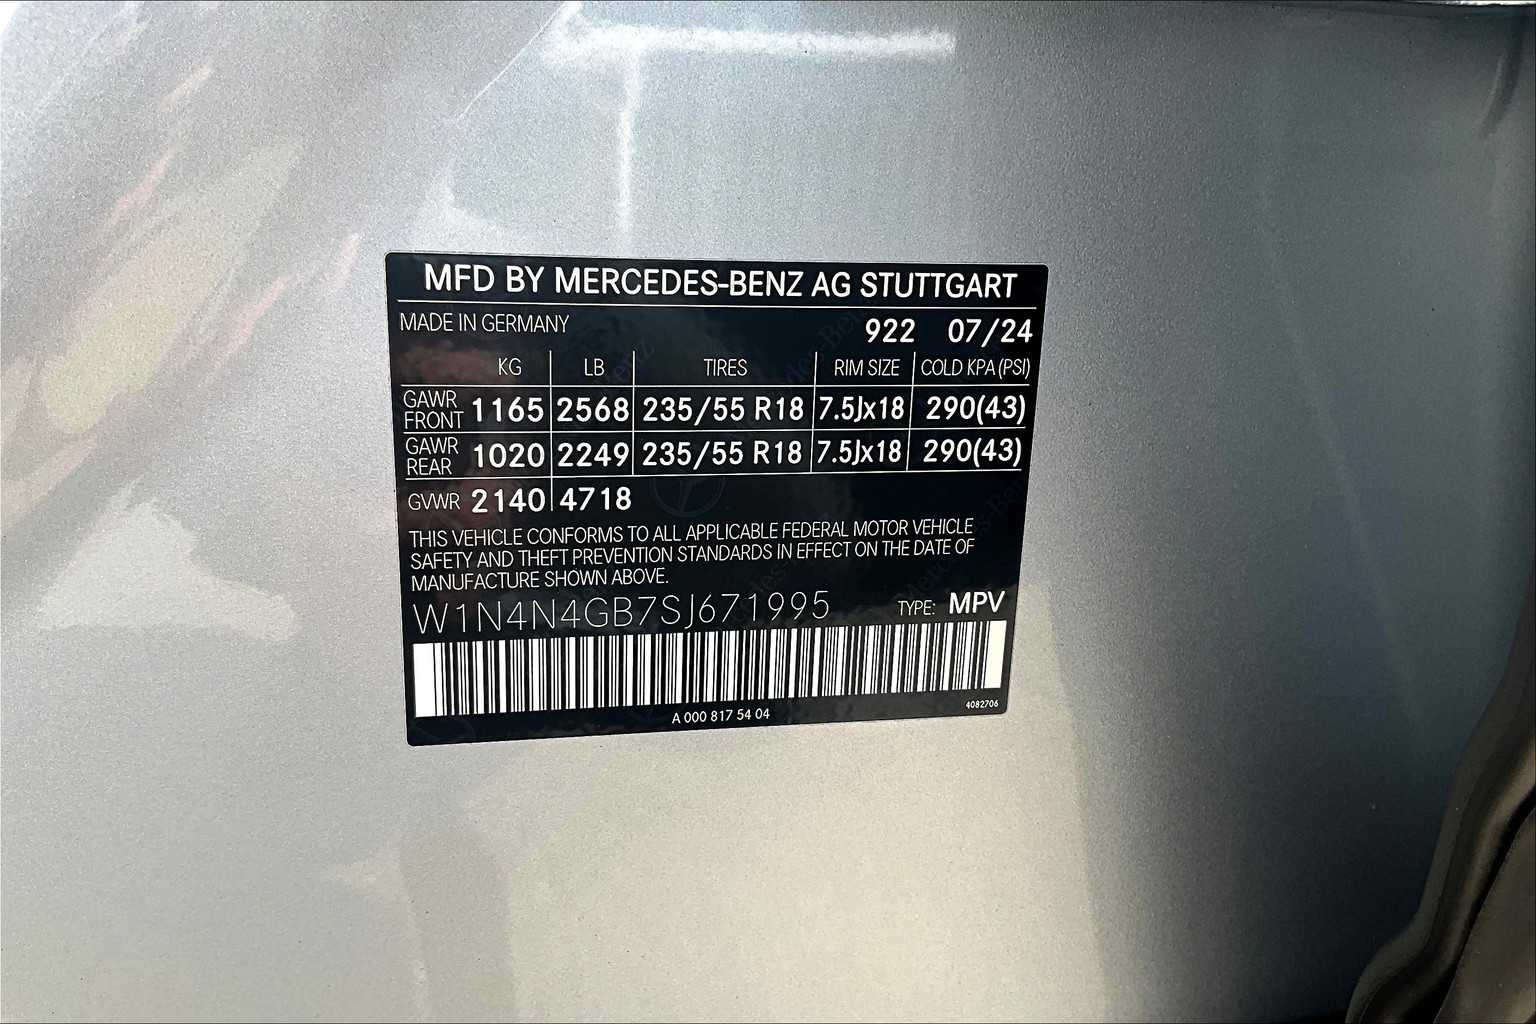 MFD BY MERCEDES-BENZ AG STUTTGART
MADE IN GERMANY 922 07/24
KG LB TIRES RIM SIZE COLD KPA (PSI)
GAWR FRONT 1165 2568 235/55 R18 7.5Jx18 290(43)
GAWR REAR 1020 2249 235/55 R18 7.5Jx18 290(43)
GVWR 2140 4718
THIS VEHICLE CONFORMS TO ALL APPLICABLE FEDERAL MOTOR VEHICLE
SAFETY AND THEFT PREVENTION STANDARDS IN EFFECT ON THE DATE OF
MANUFACTURE SHOWN ABOVE.
W1N4N4GB7SJ671995 TYPE: MPV
A 000 817 54 04 4082706